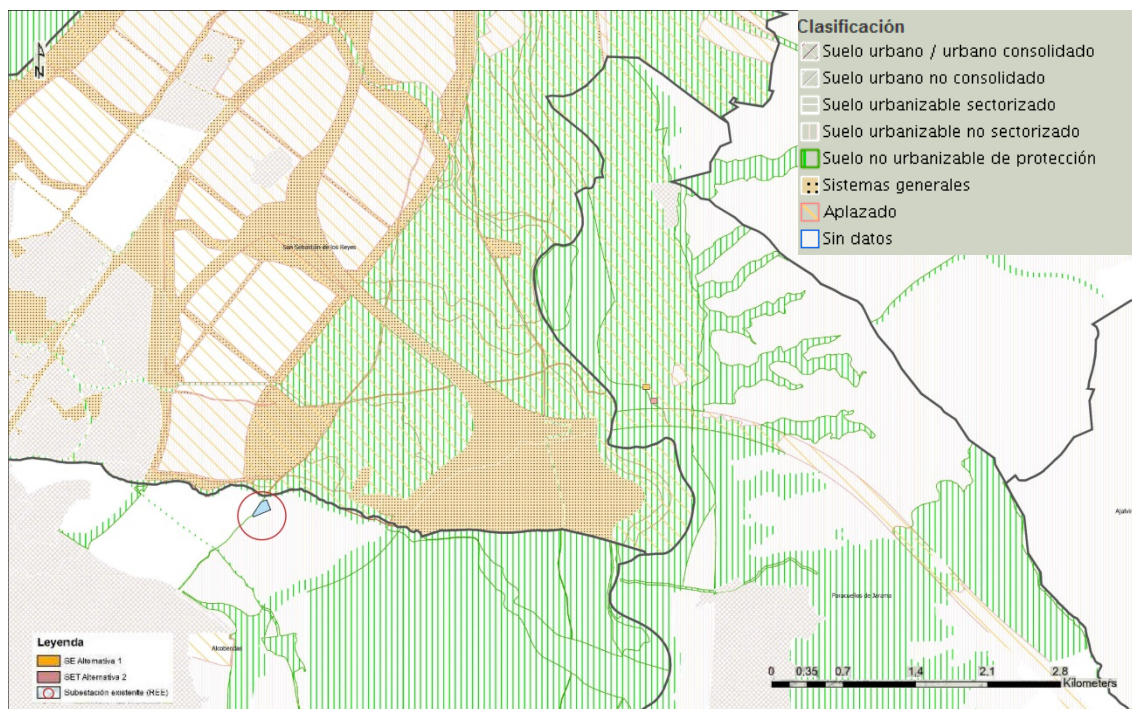 N
Clasificación
Suelo urbano / urbano consolidado
Suelo urbano no consolidado
Suelo urbanizable sectorizado
Suelo urbanizable no sectorizado
Suelo no urbanizable de protección
Sistemas generales
Aplazado
Sin datos
San Sebastián de los Reyes
Ajalvir
Paracuellos de Jarama
Alcobendas
Leyenda
SE Alternativa 1
SET Alternativa 2
Subestación existente (REE)
0 0.35 0.7 1.4 2.1 2.8
Kilometers